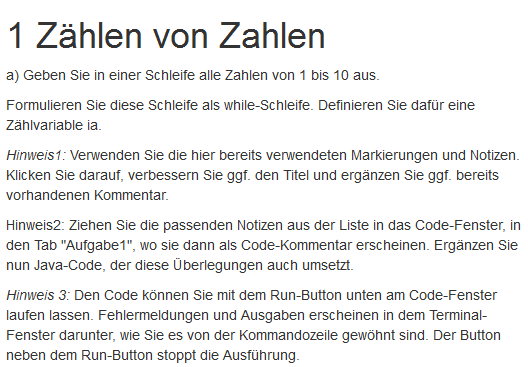 1 Zählen von Zahlen
a) Geben Sie in einer Schleife alle Zahlen von 1 bis 10 aus.
Formulieren Sie diese Schleife als while-Schleife. Definieren Sie dafür eine
Zählvariable ia.
Hinweis1: Verwenden Sie die hier bereits verwendeten Markierungen und Notizen.
Klicken Sie darauf, verbessern Sie ggf. den Titel und ergänzen Sie ggf. bereits
vorhandenen Kommentar.
Hinweis2: Ziehen Sie die passenden Notizen aus der Liste in das Code-Fenster, in
den Tab "Aufgabe1", wo sie dann als Code-Kommentar erscheinen. Ergänzen Sie
nun Java-Code, der diese Überlegungen auch umsetzt.
Hinweis 3: Den Code können Sie mit dem Run-Button unten am Code-Fenster
laufen lassen. Fehlermeldungen und Ausgaben erscheinen in dem Terminal-
Fenster darunter, wie Sie es von der Kommandozeile gewöhnt sind. Der Button
neben dem Run-Button stoppt die Ausführung.